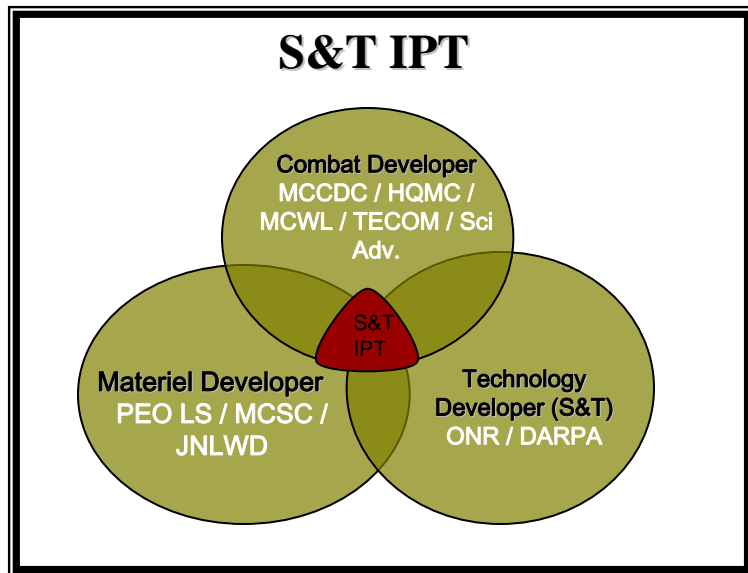 S&T IPT
Combat Developer
MCCDC / HQMC /
MCWL / TECOM / Sci
Adv.
S&T
IPT
Materiel Developer
PEO LS / MCSC /
JNLWD
Technology
Developer (S&T)
ONR / DARPA